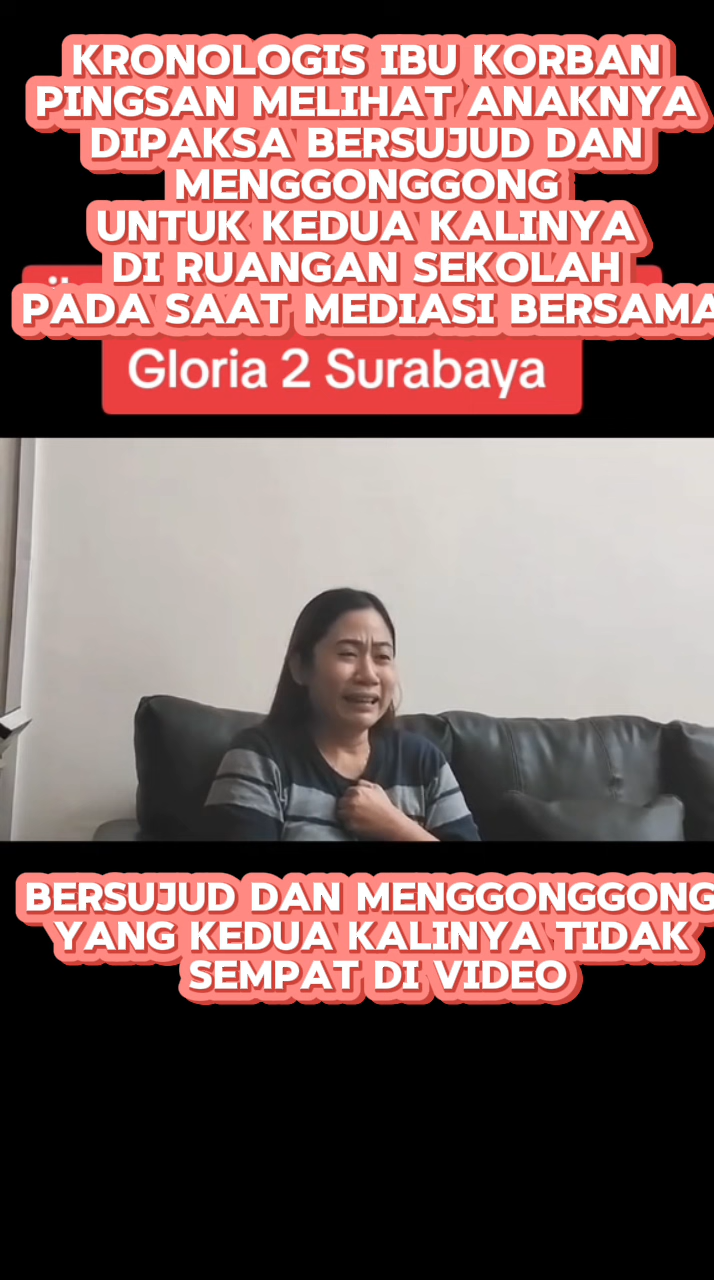 KRONOLOGIS IBU KORBAN
PINGSAN MELIHAT ANAKNYA
DIPAKSA BERSUJUD DAN
MENGGONGGONG
UNTUK KEDUA KALINYA
DI RUANGAN SEKOLAH
PADA SAAT MEDIASI BERSAMA
Gloria 2 Surabaya
BERSUJUD DAN MENGGONGGONG
YANG KEDUA KALINYA TIDAK
SEMPAT DI VIDEO